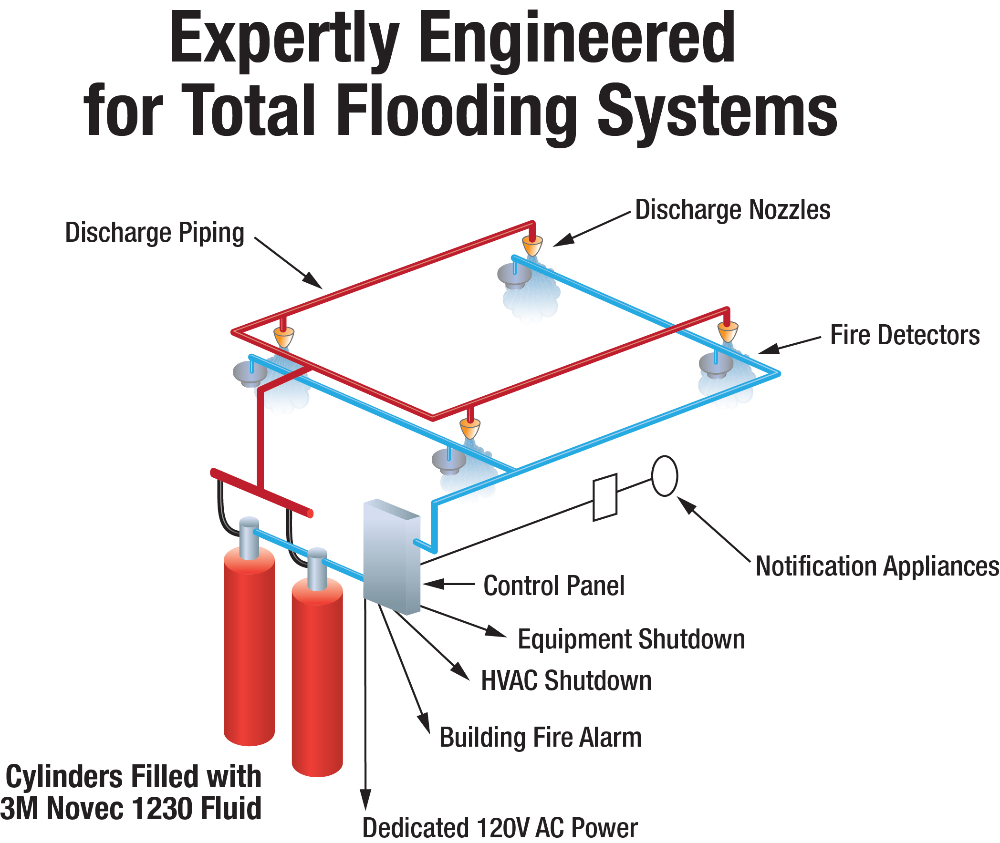 Expertly Engineered
for Total Flooding Systems
Discharge Nozzles
Discharge Piping
Fire Detectors
Notification Appliances
Control Panel
Equipment Shutdown
HVAC Shutdown
Building Fire Alarm
Cylinders Filled with
3M Novec 1230 Fluid
Dedicated 120V AC Power